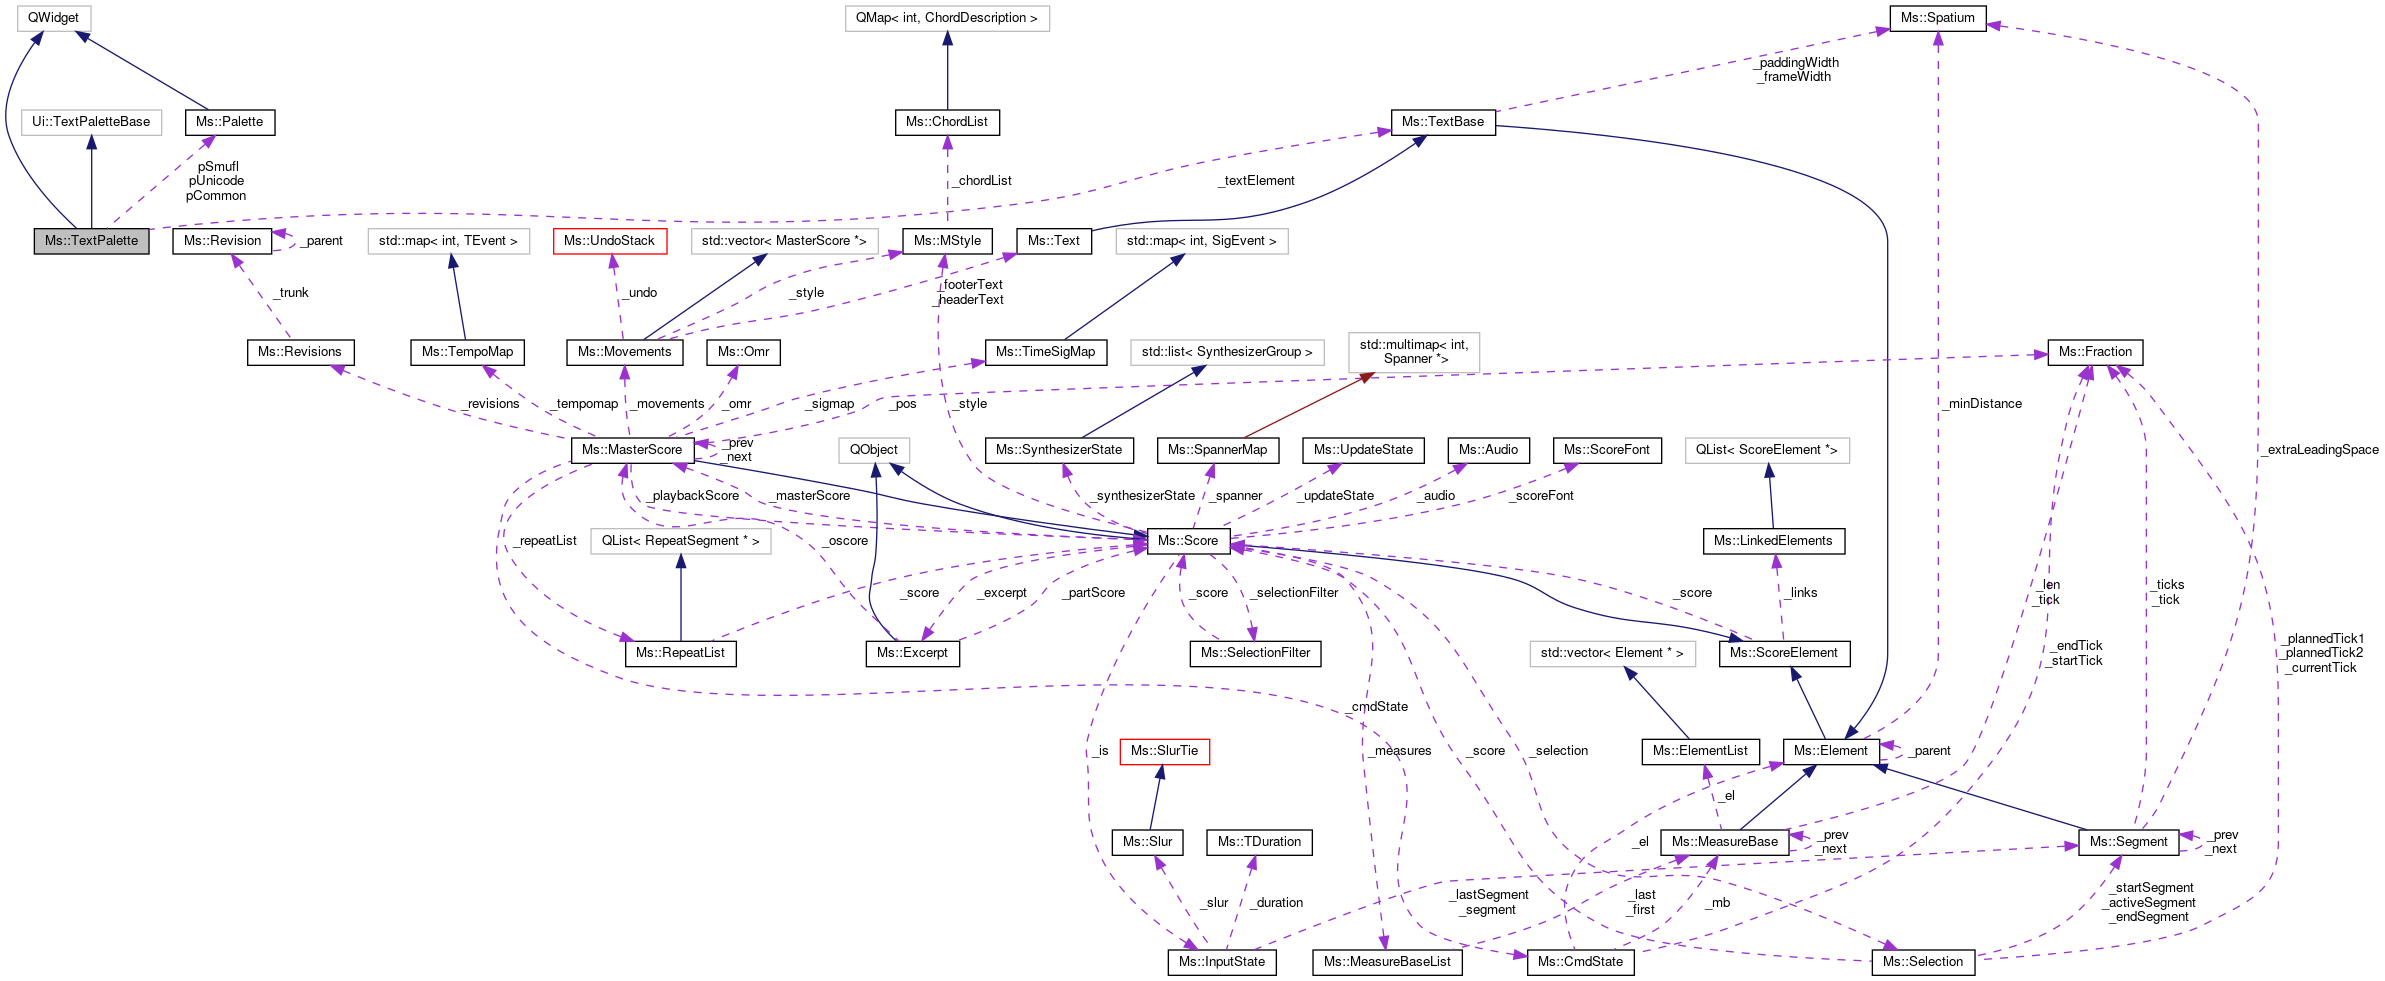 QWidget
QMap< int, ChordDescription >
Ms::Spatium
_paddingWidth
_frameWidth
Ui::TextPaletteBase
Ms::Palette
Ms::ChordList
Ms::TextBase
pSmufl
pUnicode
pCommon
_chordList
_textElement
Ms::TextPalette
Ms::Revision
_parent
std::map< int, TEvent >
Ms::UndoStack
std::vector< MasterScore *>
Ms::MStyle
Ms::Text
std::map< int, SigEvent >
_trunk
_undo
_style
_footerText
_headerText
Ms::Revisions
Ms::TempoMap
Ms::Movements
Ms::Omr
Ms::TimeSigMap
std::list< SynthesizerGroup >
std::multimap< int,
Spanner *>
Ms::Fraction
_revisions
_tempomap
_movements
_omr
_sigmap
_pos
_style
_minDistance
_extraLeadingSpace
Ms::MasterScore
_prev
_next
QObject
Ms::SynthesizerState
Ms::SpannerMap
Ms::UpdateState
Ms::Audio
Ms::ScoreFont
QList< ScoreElement *>
_playbackScore
_masterScore
_synthesizerState
_spanner
_updateState
_audio
_scoreFont
_repeatList
QList< RepeatSegment * >
_oscore
Ms::Score
Ms::LinkedElements
_score
_excerpt
_partScore
_score
_selectionFilter
_score
_links
_len
_tick
_ticks
_tick
Ms::RepeatList
Ms::Excerpt
Ms::SelectionFilter
std::vector< Element * >
Ms::ScoreElement
_endTick
_startTick
_plannedTick1
_plannedTick2
_currentTick
_cmdState
_is
Ms::SlurTie
_measures
_score
_selection
Ms::ElementList
Ms::Element
_parent
_el
Ms::Slur
Ms::TDuration
_el
Ms::MeasureBase
_prev
_next
Ms::Segment
_prev
_next
_slur
_duration
_lastSegment
_segment
_last
_first
_mb
_startSegment
_activeSegment
_endSegment
Ms::InputState
Ms::MeasureBaseList
Ms::CmdState
Ms::Selection